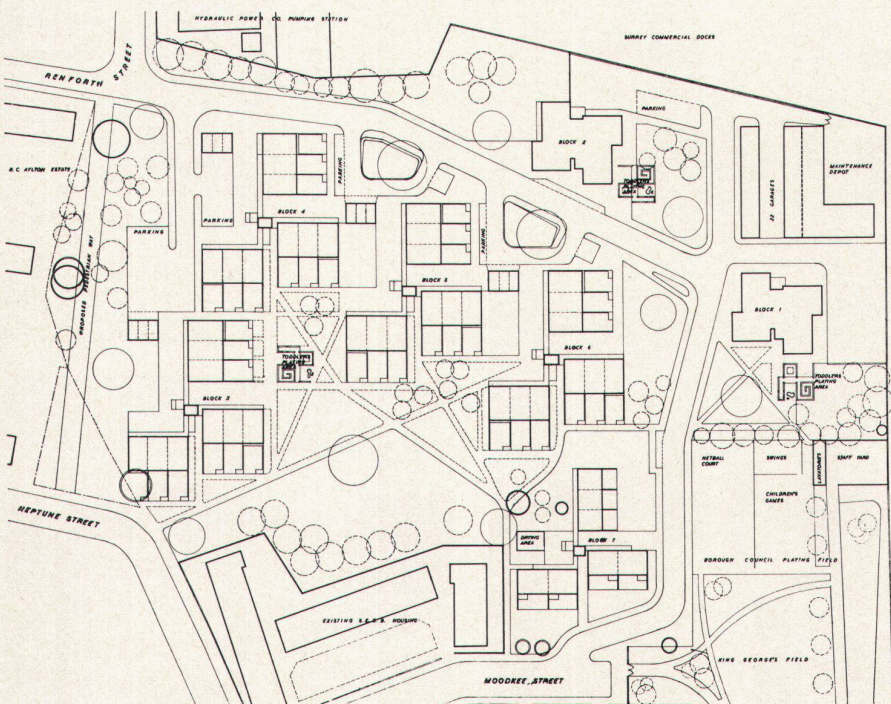 HYDRAULIC POWER CO. PUMPING STATION
SURREY COMMERCIAL DOCKS
RENFORTH STREET
PARKING
BLOCK 2
B.C. AYLTON ESTATE
PARKING
TODDLERS
PLAYING
AREA
22 GARAGES
MAINTENANCE
DEPOT
BLOCK 4
PARKING
PARKING
PARKING
PROPOSED PEDESTRIAN WAY
BLOCK 5
BLOCK 1
BLOCK 6
TODDLERS
PLAYING
AREA
TODDLERS
PLAYING
AREA
BLOCK 3
NETBALL
COURT
SWINGS
LAVATORIES
STAFF YARD
CHILDREN'S
GAMES
NEPTUNE STREET
DRYING
AREA
BLOCK 7
BOROUGH COUNCIL PLAYING FIELD
EXISTING HOUSING
KING GEORGE'S FIELD
MOODKEE STREET